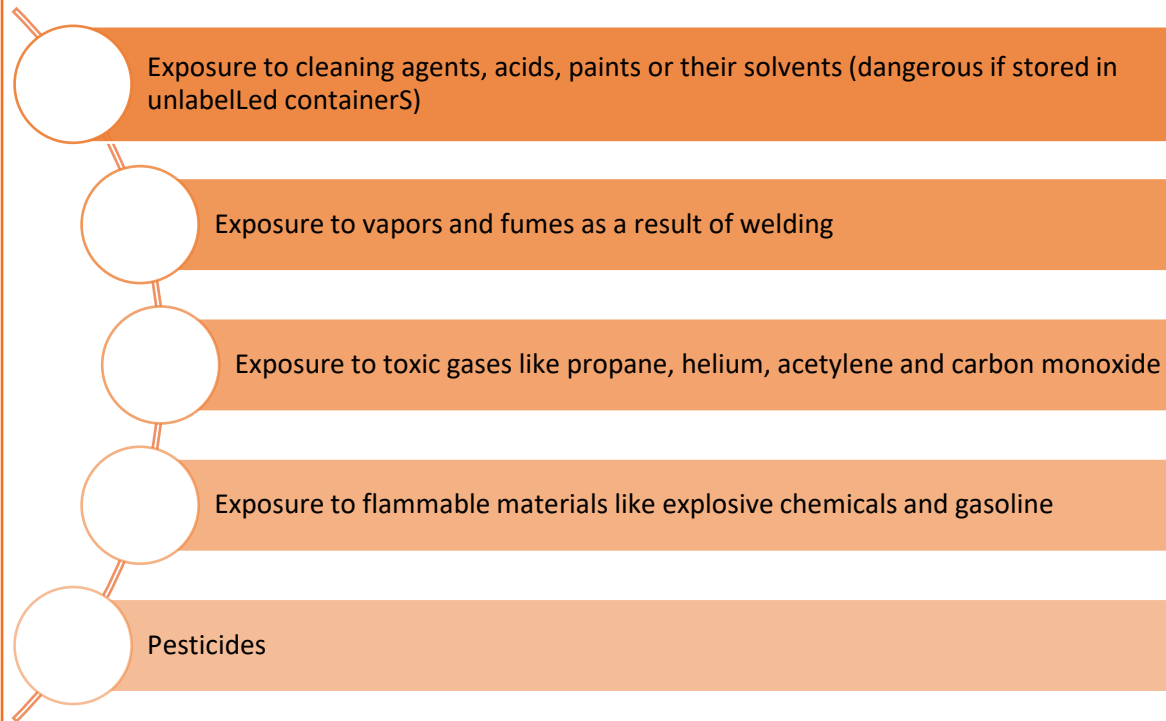 Exposure to cleaning agents, acids, paints or their solvents (dangerous if stored in
unlabelLed containerS)
Exposure to vapors and fumes as a result of welding
Exposure to toxic gases like propane, helium, acetylene and carbon monoxide
Exposure to flammable materials like explosive chemicals and gasoline
Pesticides